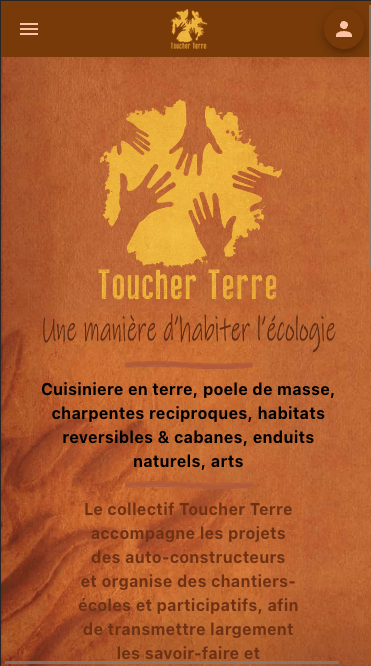 Toucher Terre
Toucher Terre
Une manière d'habiter l'écologie
Cuisiniere en terre, poele de masse,
charpentes reciproques, habitats
reversibles & cabanes, enduits
naturels, arts
Le collectif Toucher Terre
accompagne les projets
des auto-constructeurs
et organise des chantiers-
écoles et participatifs, afin
de transmettre largement
les savoir-faire et